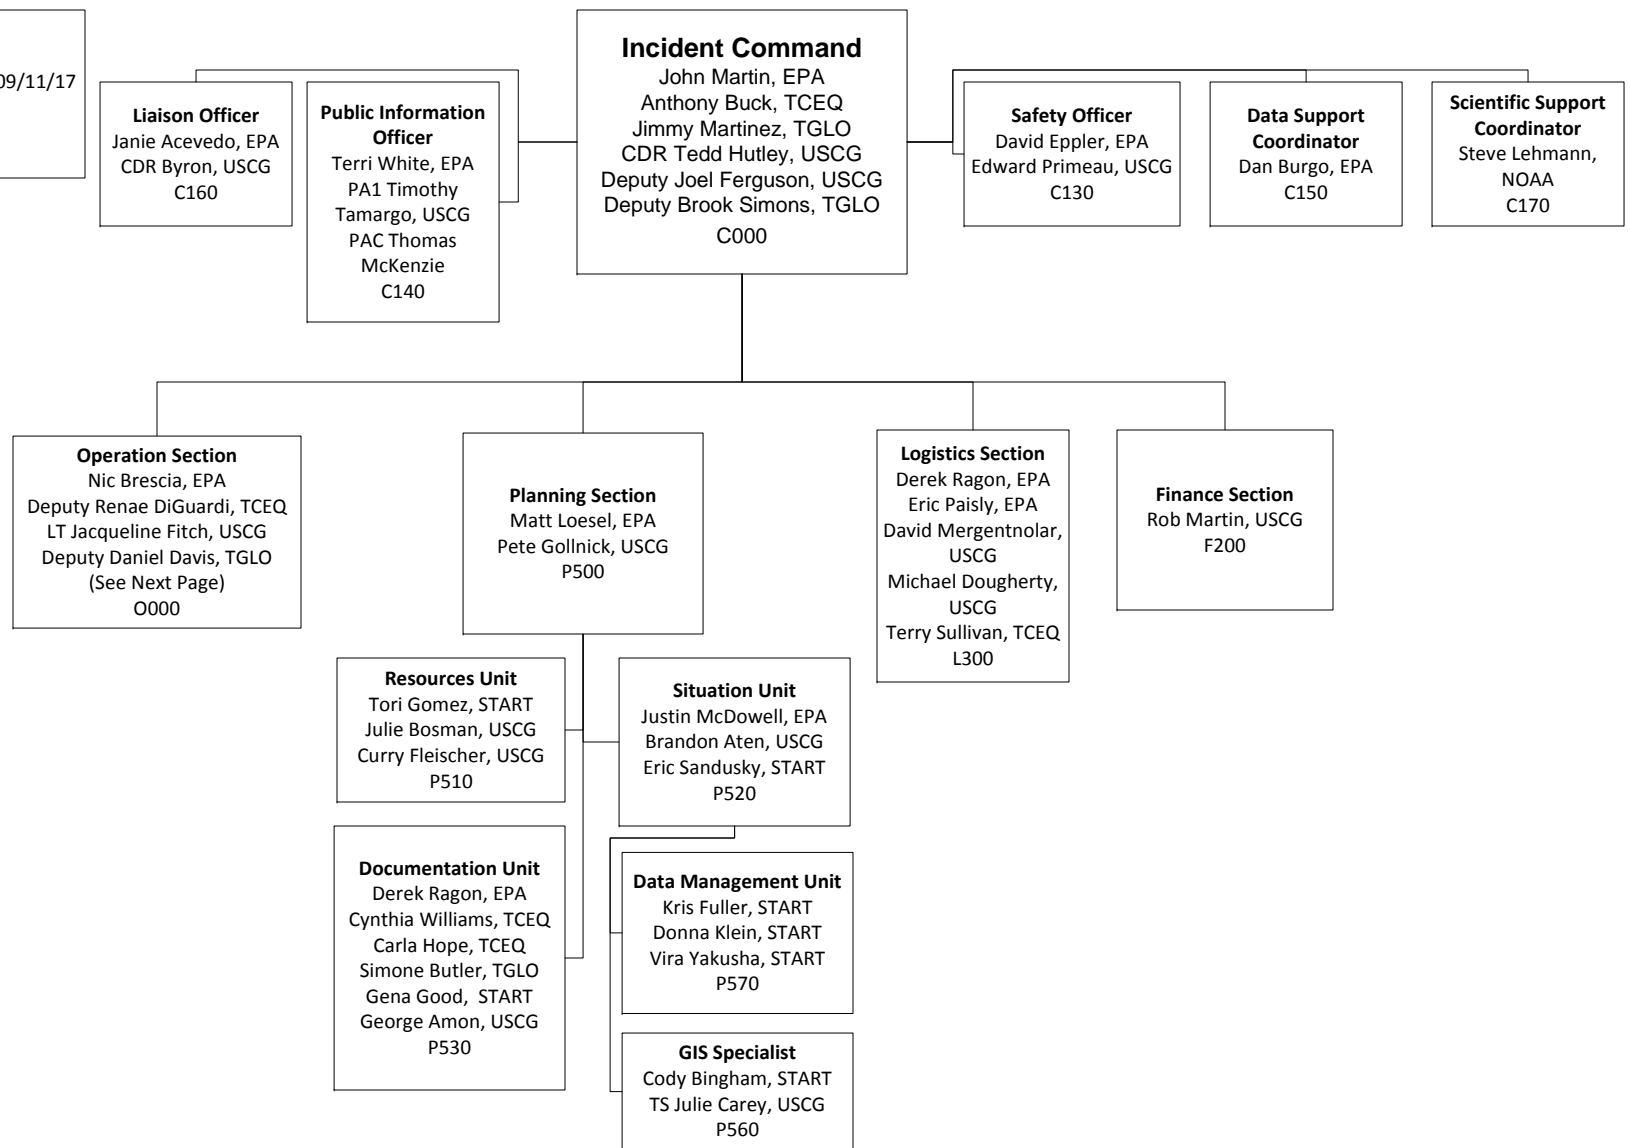 09/11/17
Incident Command
John Martin, EPA
Anthony Buck, TCEQ
Jimmy Martinez, TGLO
CDR Tedd Hutley, USCG
Deputy Joel Ferguson, USCG
Deputy Brook Simons, TGLO
C000
Liaison Officer
Janie Acevedo, EPA
CDR Byron, USCG
C160
Public Information
Officer
Terri White, EPA
PA1 Timothy
Tamargo, USCG
PAC Thomas
McKenzie
C140
Safety Officer
David Eppler, EPA
Edward Primeau, USCG
C130
Data Support
Coordinator
Dan Burgo, EPA
C150
Scientific Support
Coordinator
Steve Lehmann,
NOAA
C170
Operation Section
Nic Brescia, EPA
Deputy Renae DiGuardi, TCEQ
LT Jacqueline Fitch, USCG
Deputy Daniel Davis, TGLO
(See Next Page)
O000
Planning Section
Matt Loesel, EPA
Pete Gollnick, USCG
P500
Logistics Section
Derek Ragon, EPA
Eric Paisly, EPA
David Mergentnolar,
USCG
Michael Dougherty,
USCG
Terry Sullivan, TCEQ
L300
Finance Section
Rob Martin, USCG
F200
Resources Unit
Tori Gomez, START
Julie Bosman, USCG
Curry Fleischer, USCG
P510
Situation Unit
Justin McDowell, EPA
Brandon Aten, USCG
Eric Sandusky, START
P520
Documentation Unit
Derek Ragon, EPA
Cynthia Williams, TCEQ
Carla Hope, TCEQ
Simone Butler, TGLO
Gena Good,  START
George Amon, USCG
P530
Data Management Unit
Kris Fuller, START
Donna Klein, START
Vira Yakusha, START
P570
GIS Specialist
Cody Bingham, START
TS Julie Carey, USCG
P560